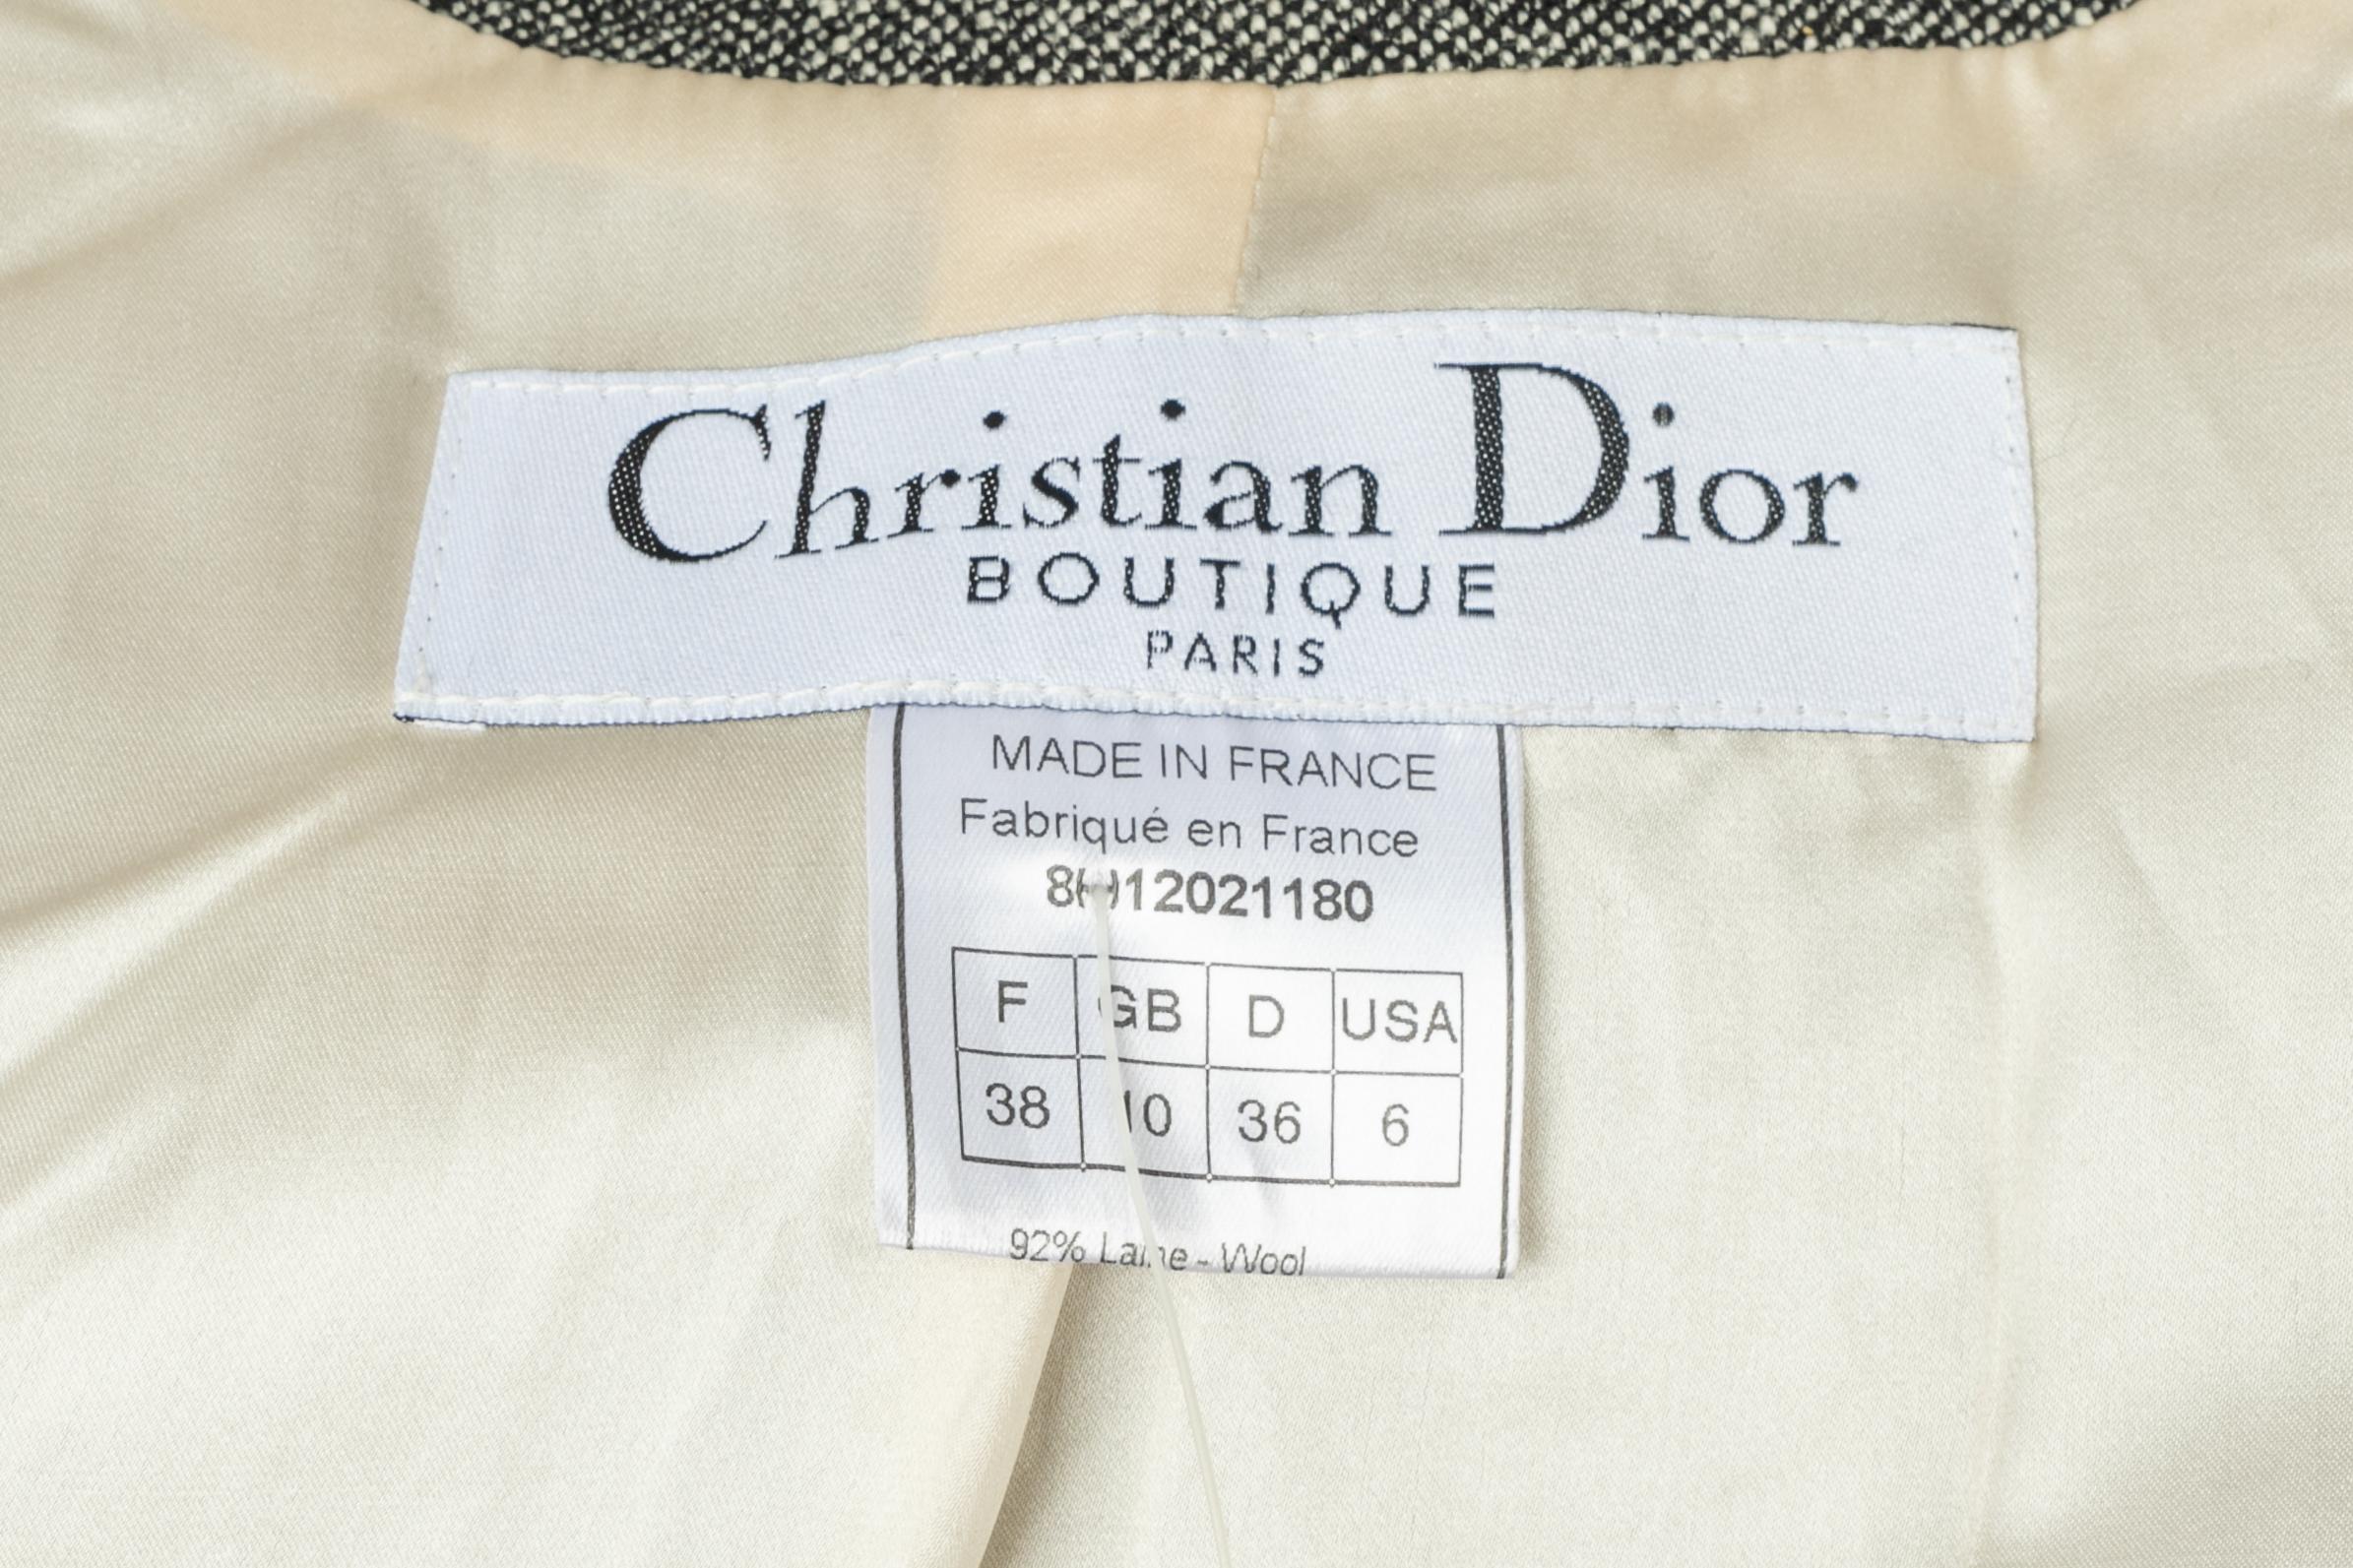 Christian Dior
BOUTIQUE
PARIS
MADE IN FRANCE
Fabriqué en France
F GB D USA
38 10 36 6
92% Laine - Wool